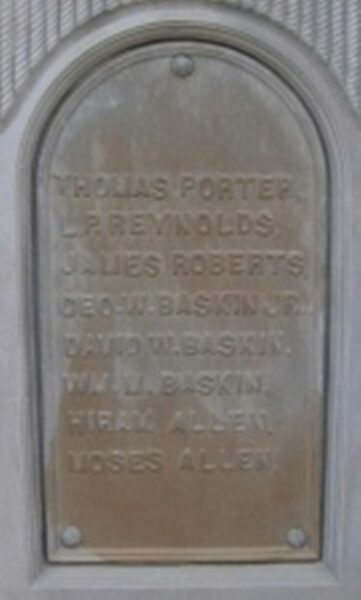 THOMAS PORTER,
L.P. REYNOLDS,
JAMES ROBERTS,
GEO.W. BASKIN JR.
DAVID W. BASKIN,
WM. M. BASKIN,
HIRAM ALLEN,
MOSES ALLEN.